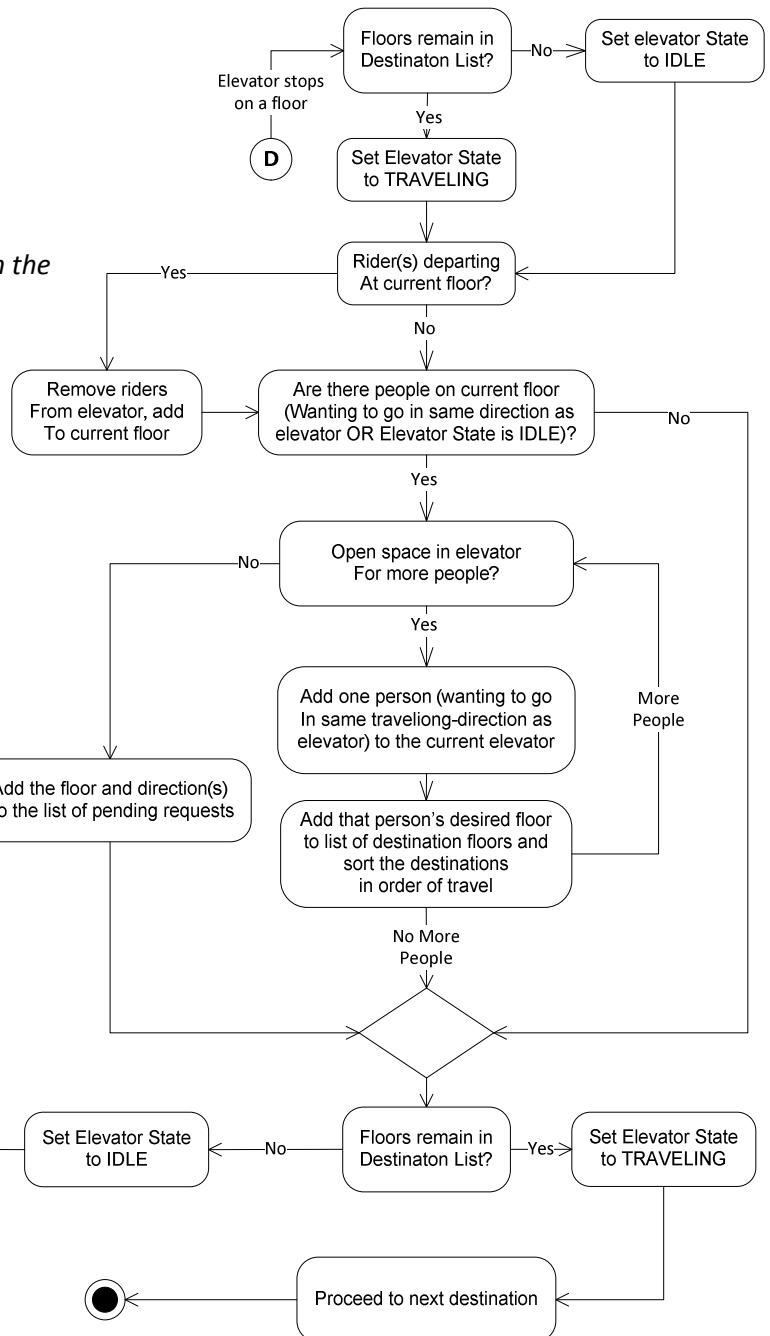 Floors remain in
Destinaton List?
No
Set elevator State
to IDLE
Elevator stops
on a floor
D
Yes
Set Elevator State
to TRAVELING
the
Rider(s) departing
At current floor?
Yes
No
Remove riders
From elevator, add
To current floor
Are there people on current floor
(Wanting to go in same direction as
elevator OR Elevator State is IDLE)?
No
Yes
Open space in elevator
For more people?
No
Yes
Add one person (wanting to go
In same traveliong-direction as
elevator) to the current elevator
More
People
Add the floor and direction(s)
the list of pending requests
Add that person's desired floor
to list of destination floors and
sort the destinations
in order of travel
No More
People
Set Elevator State
to IDLE
No
Floors remain in
Destinaton List?
Yes
Set Elevator State
to TRAVELING
Proceed to next destination